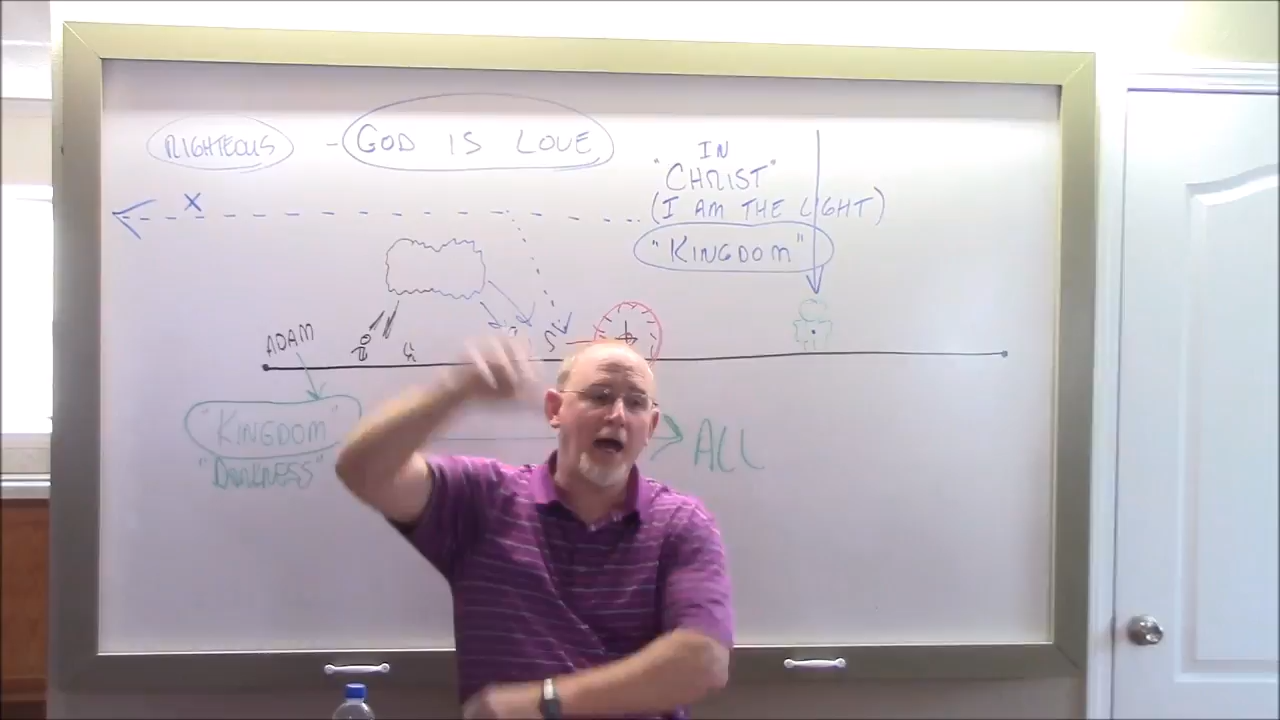 RIGHTEOUS - GOD IS LOVE
IN
"CHRIST"
(I AM THE LIGHT)
"KINGDOM"
X
ADAM
"KINGDOM"
"DARKNESS"
ALL